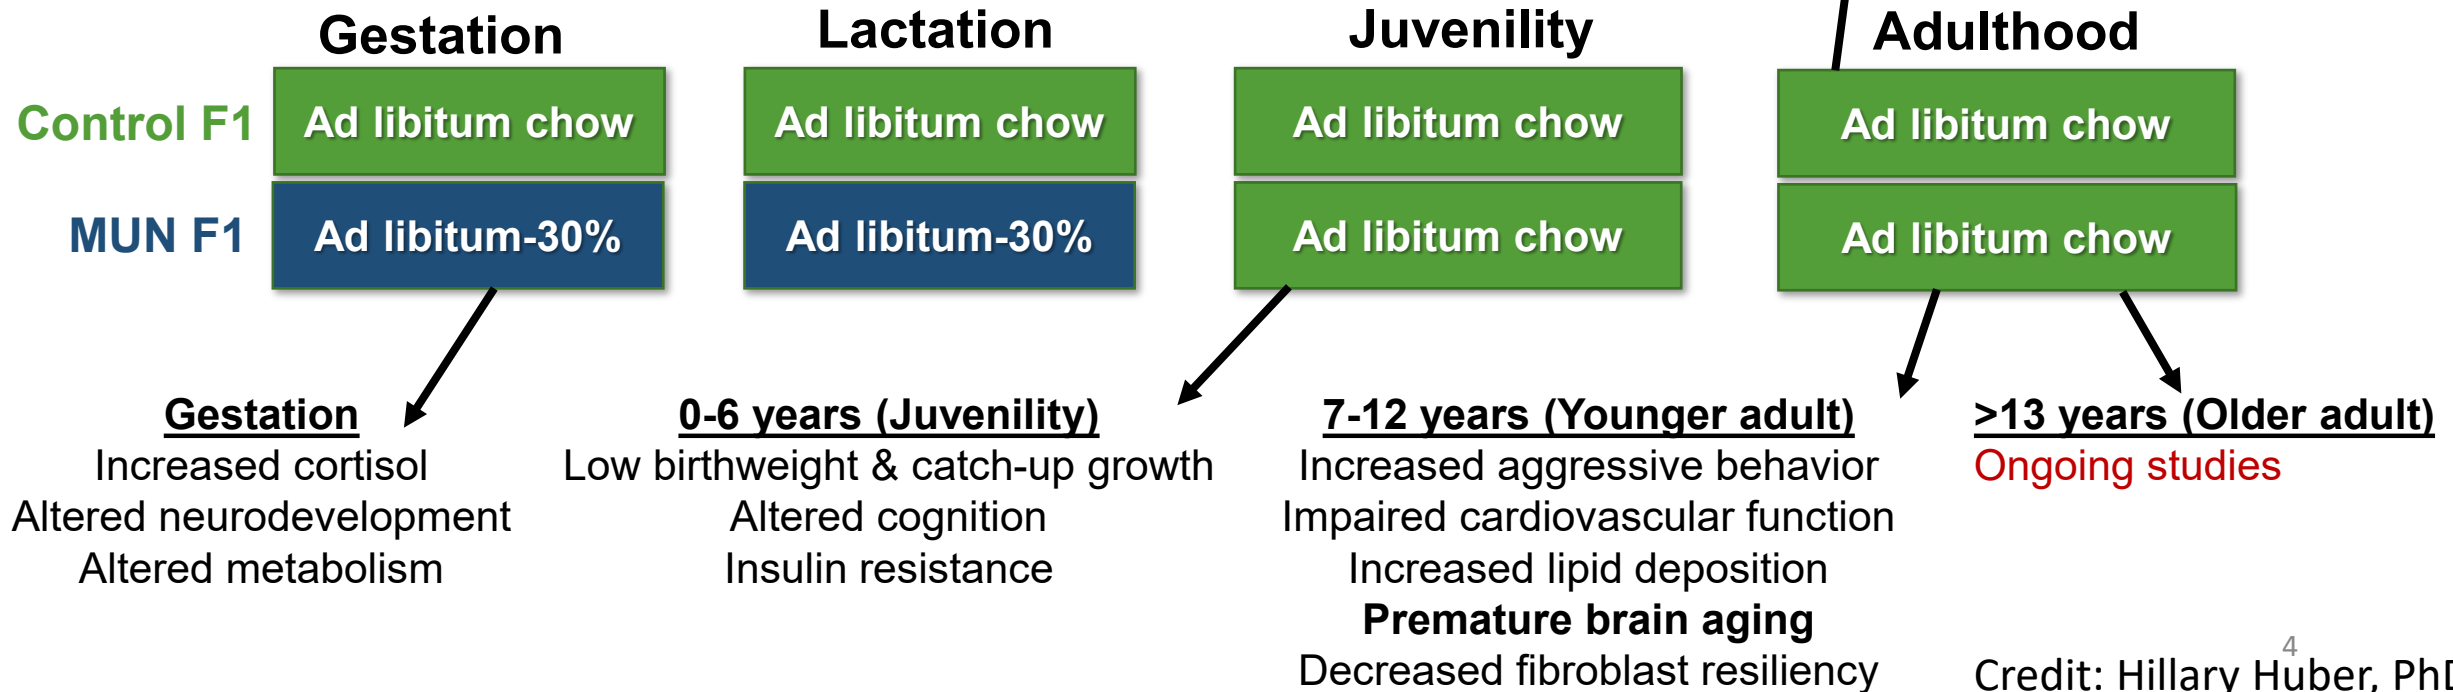 Gestation
Lactation
Juvenility
Adulthood
Control F1
Ad libitum chow
Ad libitum chow
Ad libitum chow
Ad libitum chow
MUN F1
Ad libitum-30%
Ad libitum-30%
Ad libitum chow
Ad libitum chow
Gestation
Increased cortisol
Altered neurodevelopment
Altered metabolism
0-6 years (Juvenility)
Low birthweight & catch-up growth
Altered cognition
Insulin resistance
7-12 years (Younger adult)
Increased aggressive behavior
Impaired cardiovascular function
Increased lipid deposition
Premature brain aging
Decreased fibroblast resiliency
>13 years (Older adult)
Ongoing studies
4
Credit: Hillary Huber, PhD